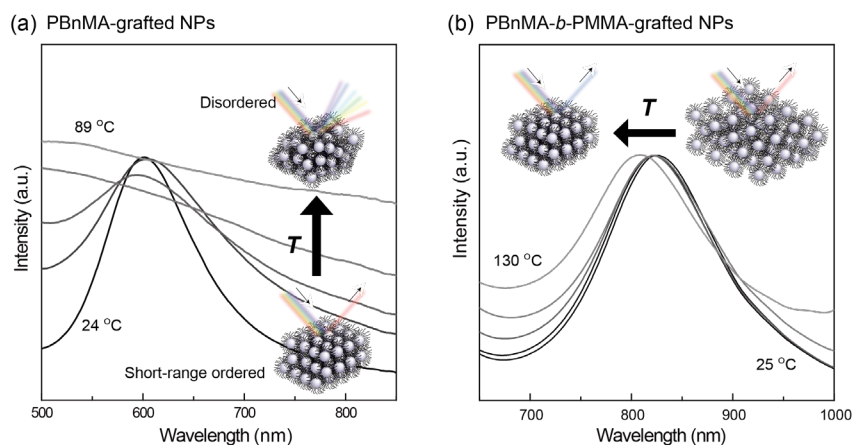 (a) PBnMA-grafted NPs
Intensity (a.u.)
89 °C
24 °C
Disordered
T
Short-range ordered
500 600 700 800
Wavelength (nm)
(b) PBnMA-b-PMMA-grafted NPs
Intensity (a.u.)
T
130 °C
25 °C
700 800 900 1000
Wavelength (nm)